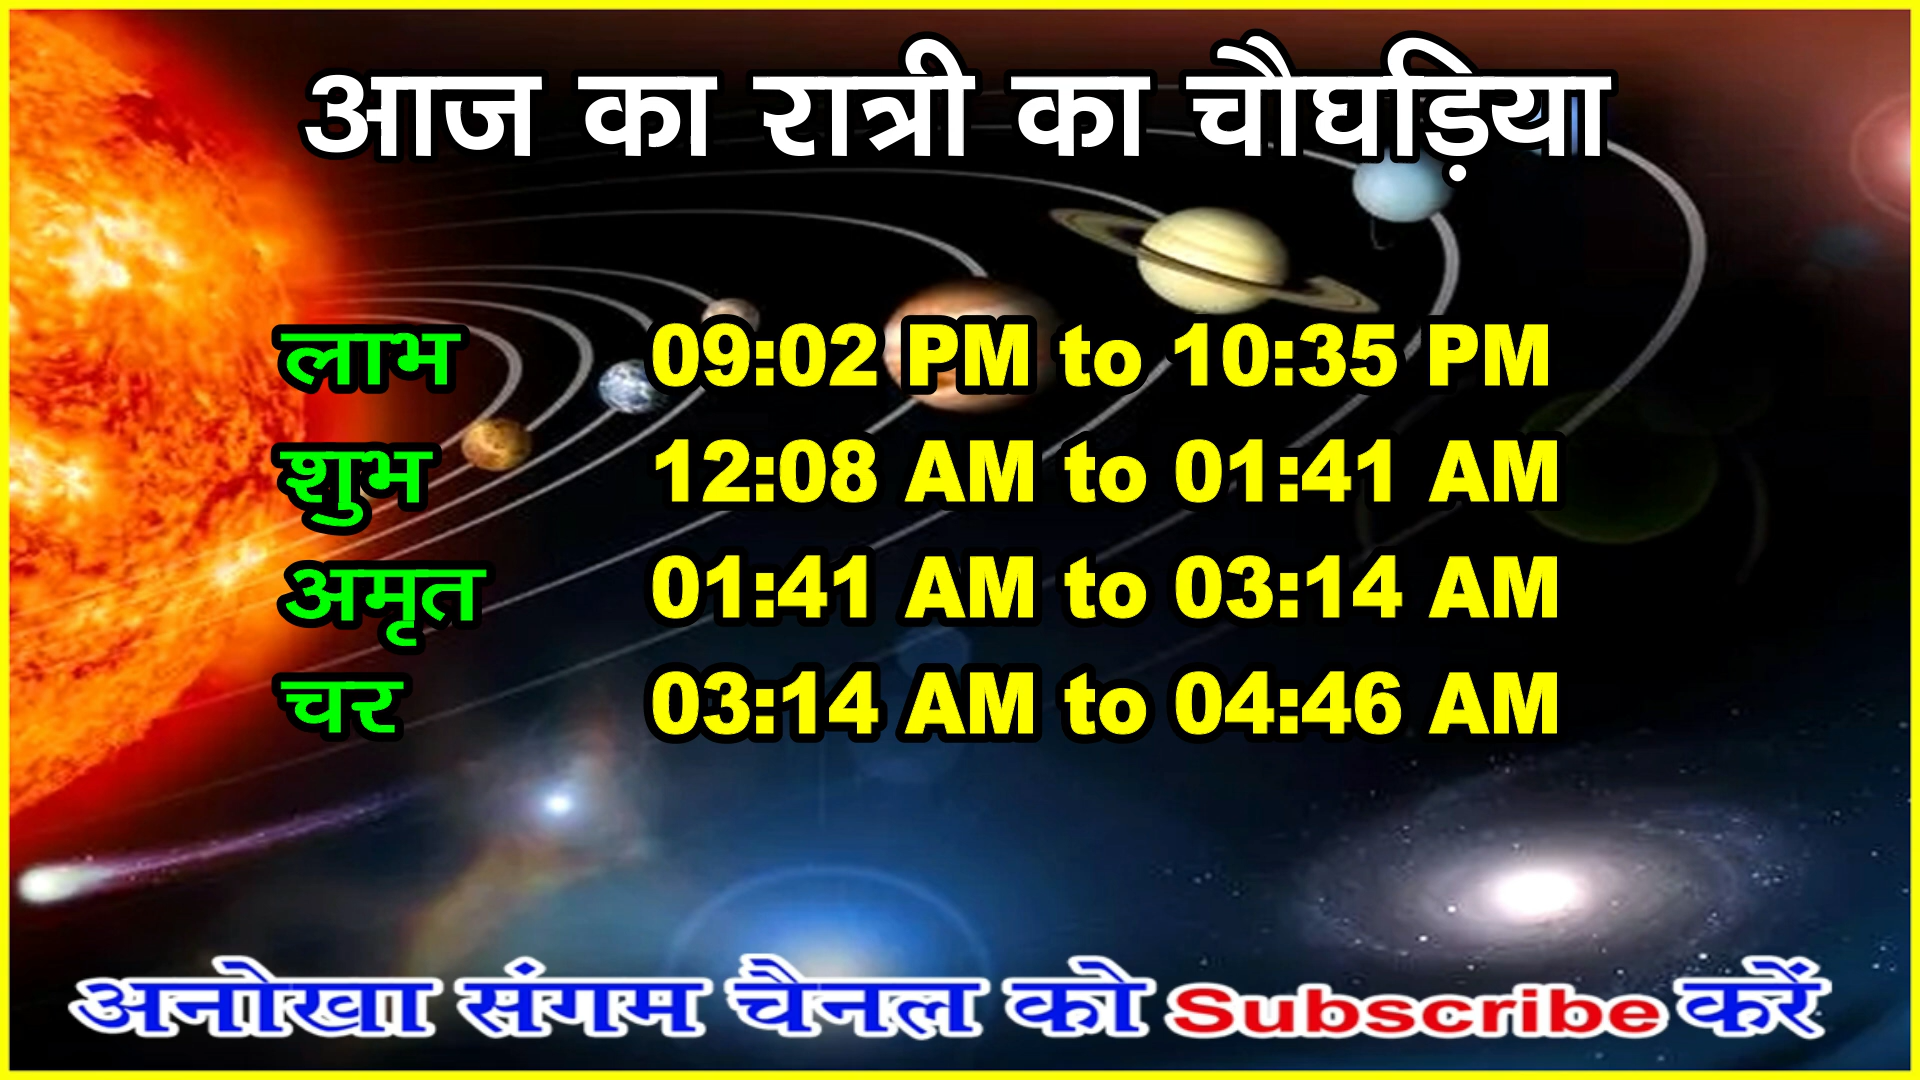 आज का रात्री का चौघड़िया
लाभ 09:02 PM to 10:35 PM
शुभ 12:08 AM to 01:41 AM
अमृत 01:41 AM to 03:14 AM
चर 03:14 AM to 04:46 AM
अनोखा संगम चैनल को Subscribe करें